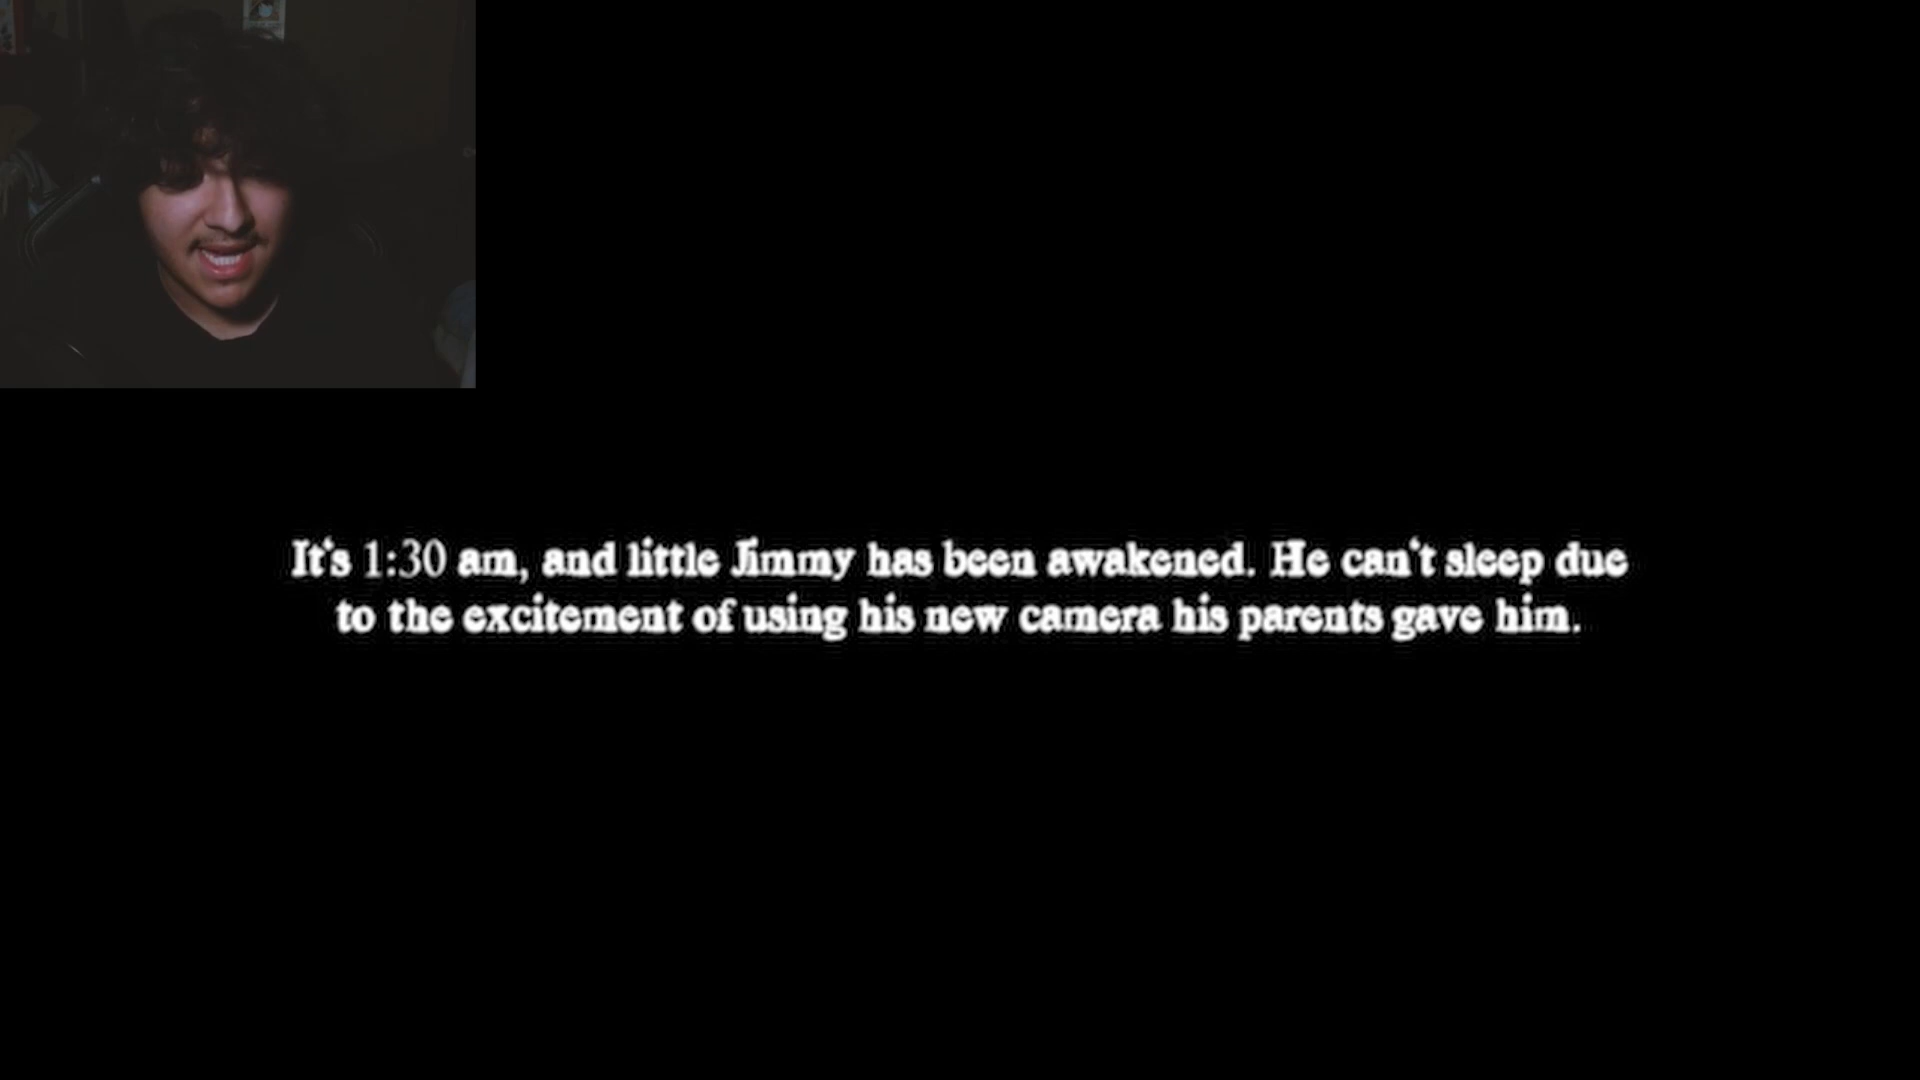 It's 1:30 am, and little Jimmy has been awakened. He can't sleep due
to the excitement of using his new camera his parents gave him.